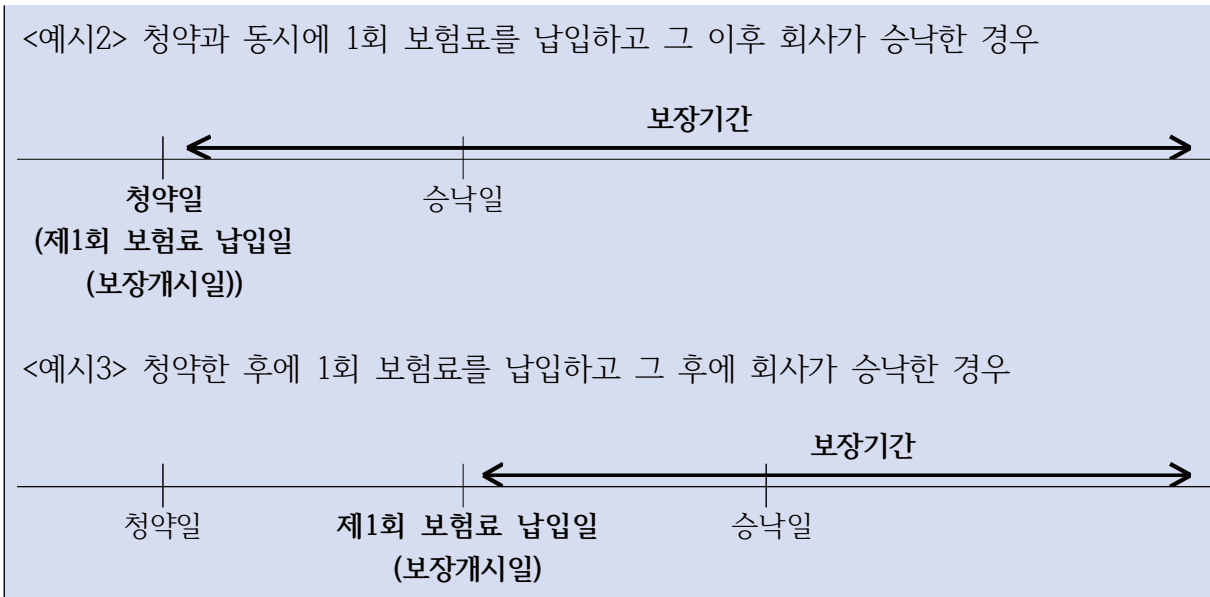 <예시2> 청약과 동시에 1회 보험료를 납입하고 그 이후 회사가 승낙한 경우
보장기간
청약일 승낙일
(제1회 보험료 납입일
(보장개시일))
<예시3> 청약한 후에 1회 보험료를 납입하고 그 후에 회사가 승낙한 경우
보장기간
청약일 제1회 보험료 납입일 승낙일
(보장개시일)